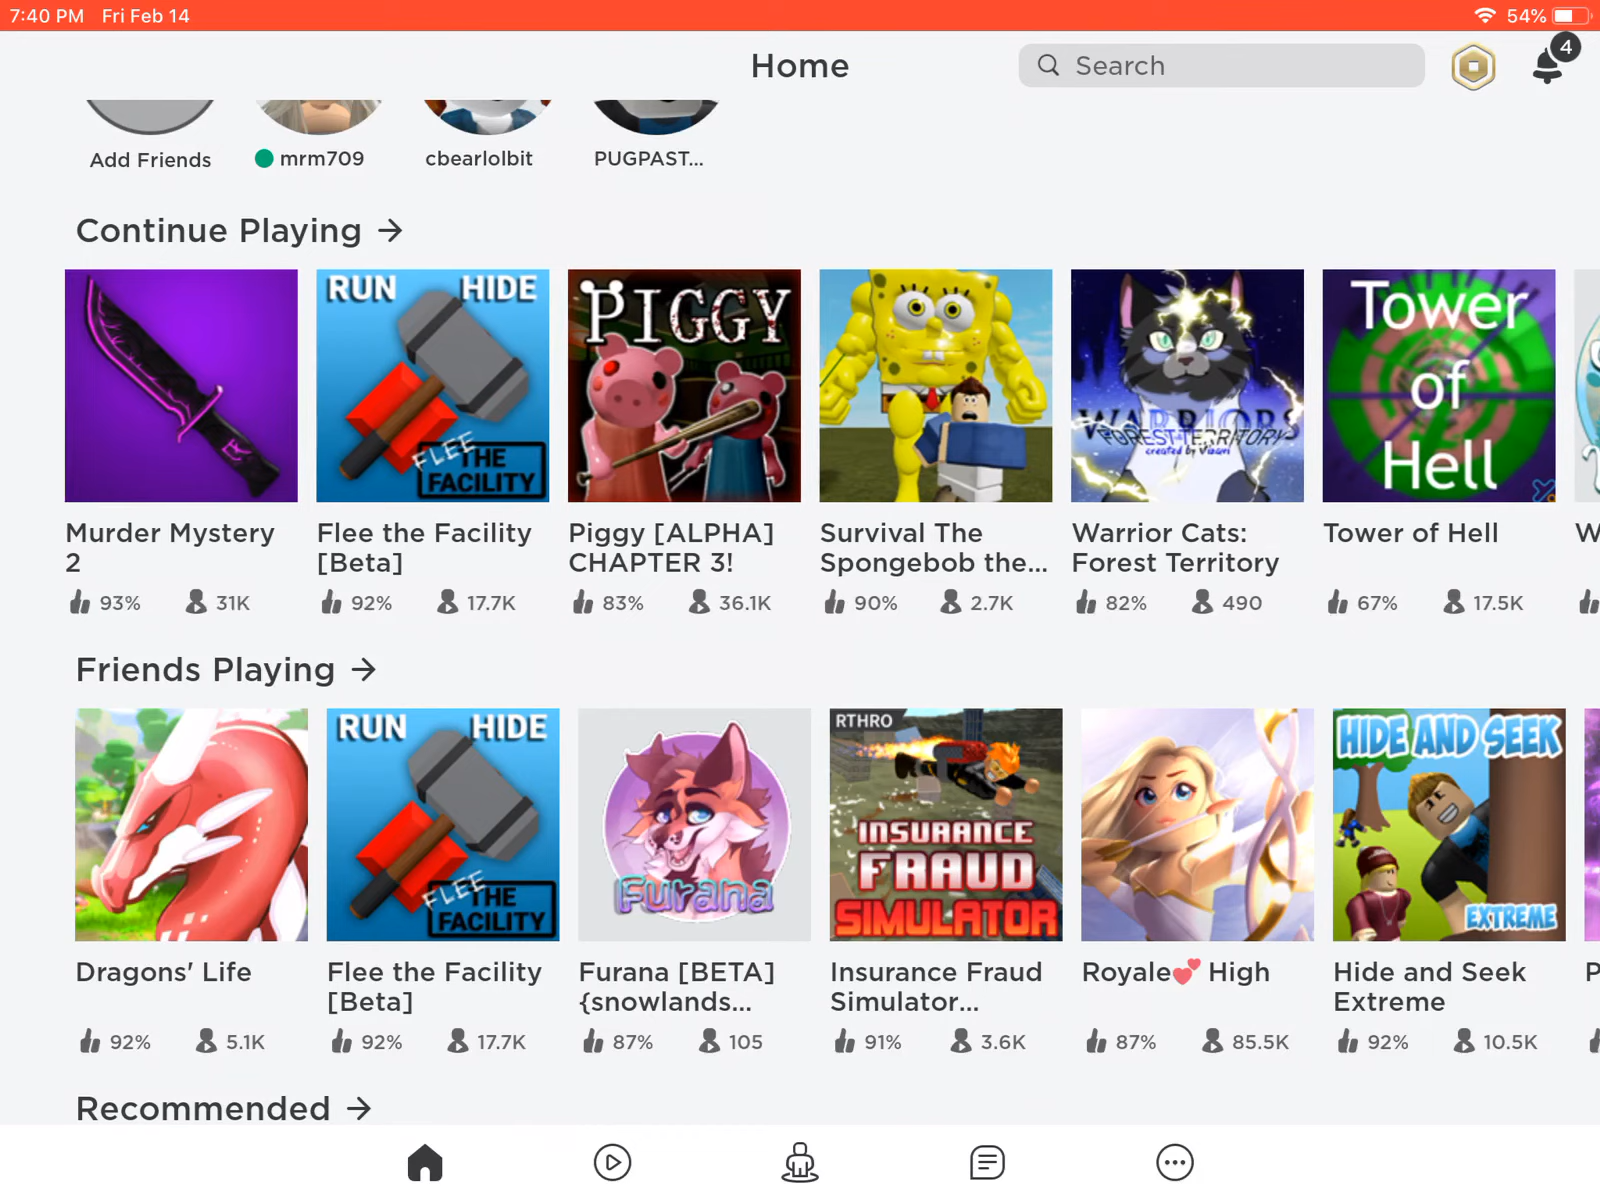 7:40 PM Fri Feb 14 54%
Home
Search
4
Add Friends mrm709 cbearlolbit PUGPAST...
Continue Playing →
RUN HIDE
FLEE THE FACILITY
PIGGY
WARRIORS
FOREST TERRITORY
created by Vibavi
Tower
of
Hell
Murder Mystery 2
Flee the Facility [Beta]
Piggy [ALPHA] CHAPTER 3!
Survival The Spongebob the...
Warrior Cats: Forest Territory
Tower of Hell
W
93% 31K
92% 17.7K
83% 36.1K
90% 2.7K
82% 490
67% 17.5K
Friends Playing →
RUN HIDE
FLEE THE FACILITY
Furana
RTHRO
INSURANCE
FRAUD
SIMULATOR
HIDE AND SEEK
EXTREME
Dragons' Life
Flee the Facility [Beta]
Furana [BETA] {snowlands...
Insurance Fraud Simulator...
Royale💕 High
Hide and Seek Extreme
P
92% 5.1K
92% 17.7K
87% 105
91% 3.6K
87% 85.5K
92% 10.5K
Recommended →